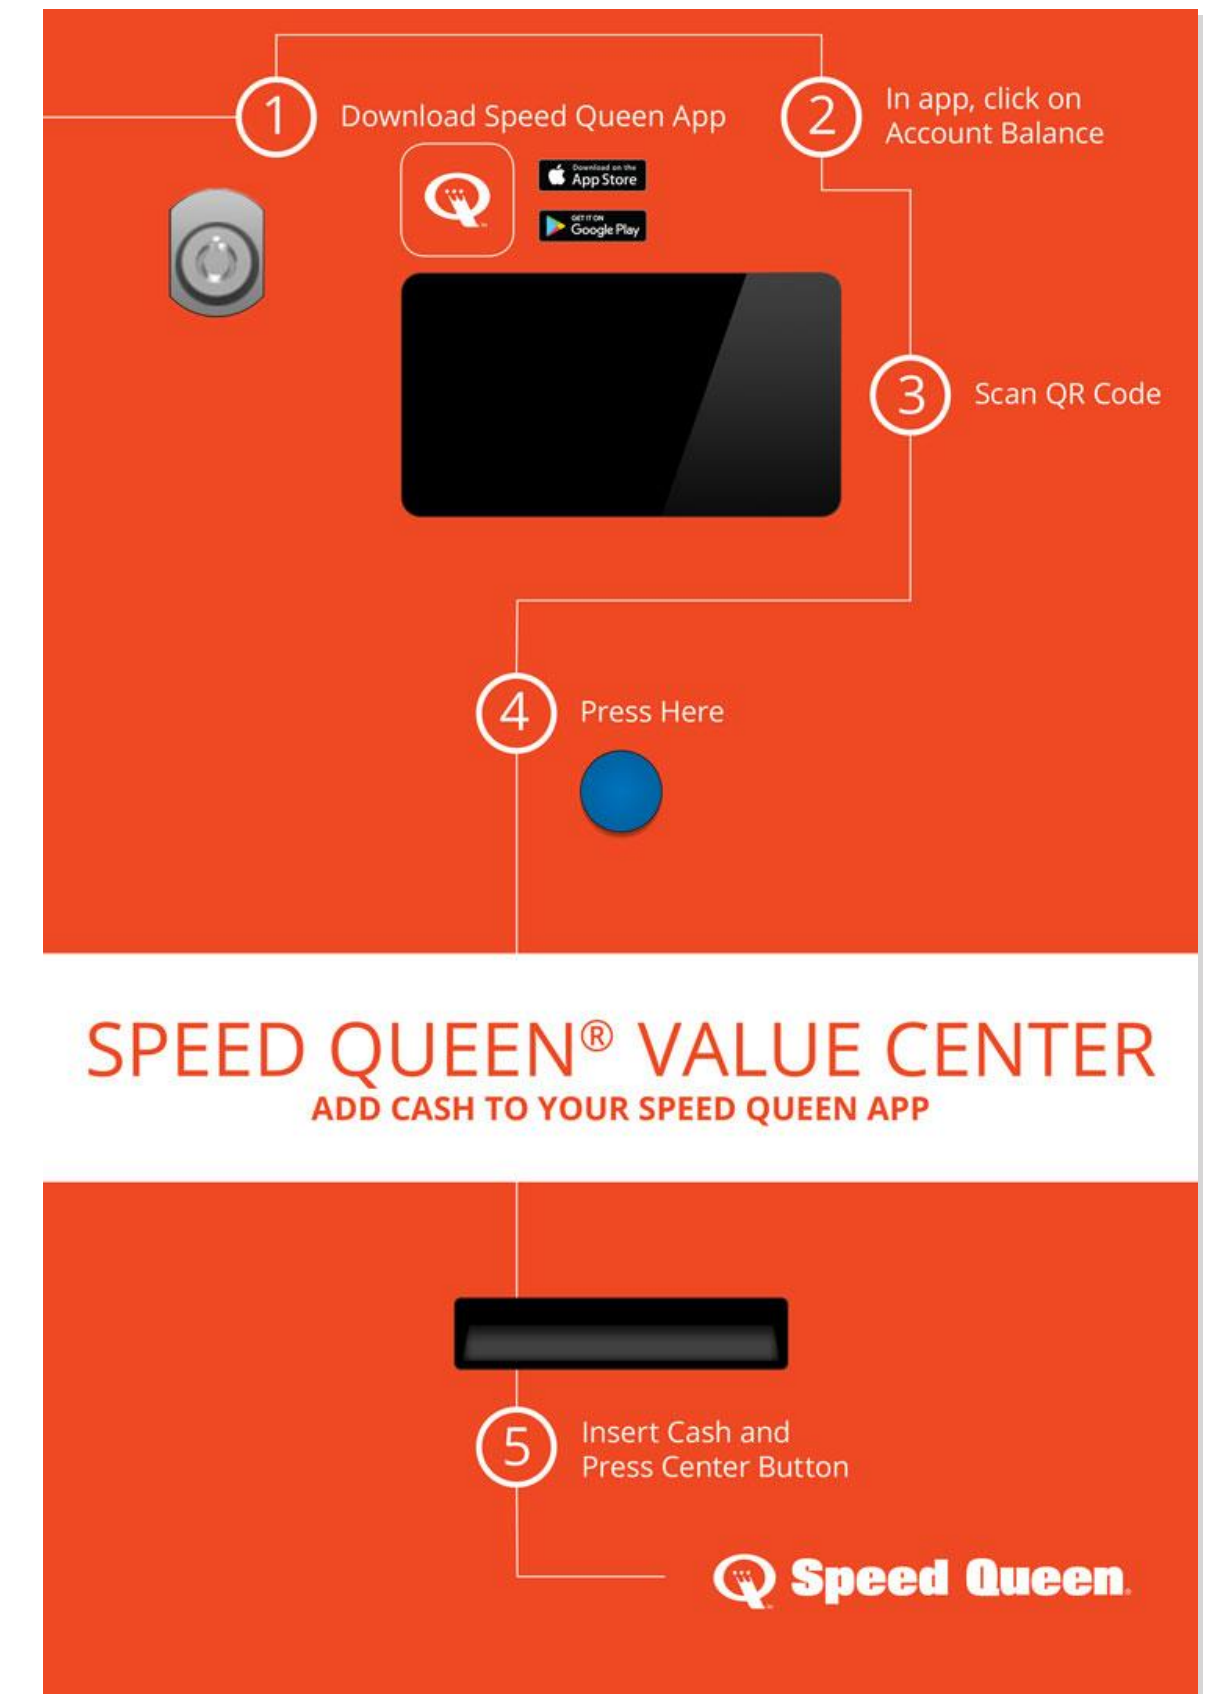 1
Download Speed Queen App
Download on the
App Store
GET IT ON
Google Play
2
In app, click on
Account Balance
3
Scan QR Code
4
Press Here
SPEED QUEEN® VALUE CENTER
ADD CASH TO YOUR SPEED QUEEN APP
5
Insert Cash and
Press Center Button
Speed Queen